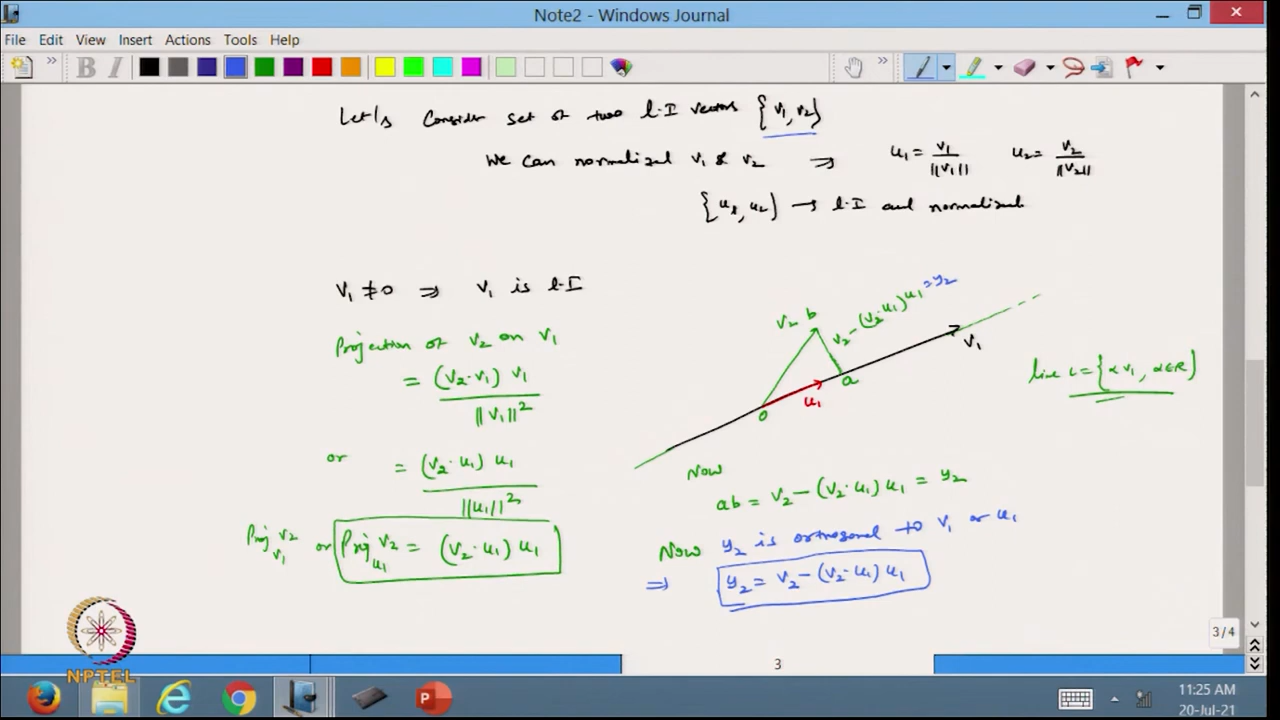 Note2 - Windows Journal
File Edit View Insert Actions Tools Help
Let's Consider set of two l.I vectors {v1, v2}
We can normalized v1 & v2 ⇒ u1 = v1/||v1|| u2 = v2/||v2||
{u1, u2} → l.I and normalized
v1 ≠ 0 ⇒ v1 is l.I
Projection of v2 on v1
= (v2·v1) v1 / ||v1||²
or = (v2·u1) u1 / ||u1||²
Proj v2 v1 or Proj v2 u1 = (v2·u1) u1
v2 b v2 - (v2·u1) u1 = y2
v1
a
u1
0
line L = {αv1, α∈R}
Now
ab = v2 - (v2·u1) u1 = y2
Now y2 is orthogonal to v1 or u1
⇒ y2 = v2 - (v2·u1) u1
3/4
NPTEL
3
11:25 AM
20-Jul-21